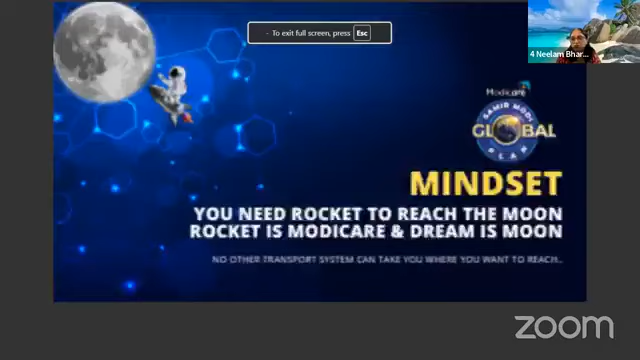 - To exit full screen, press Esc
4 Neelam Bhar...
Modicare
SAMIR MODI
GLOBAL
PLAN
MINDSET
YOU NEED ROCKET TO REACH THE MOON
ROCKET IS MODICARE & DREAM IS MOON
NO OTHER TRANSPORT SYSTEM CAN TAKE YOU WHERE YOU WANT TO REACH..
zoom